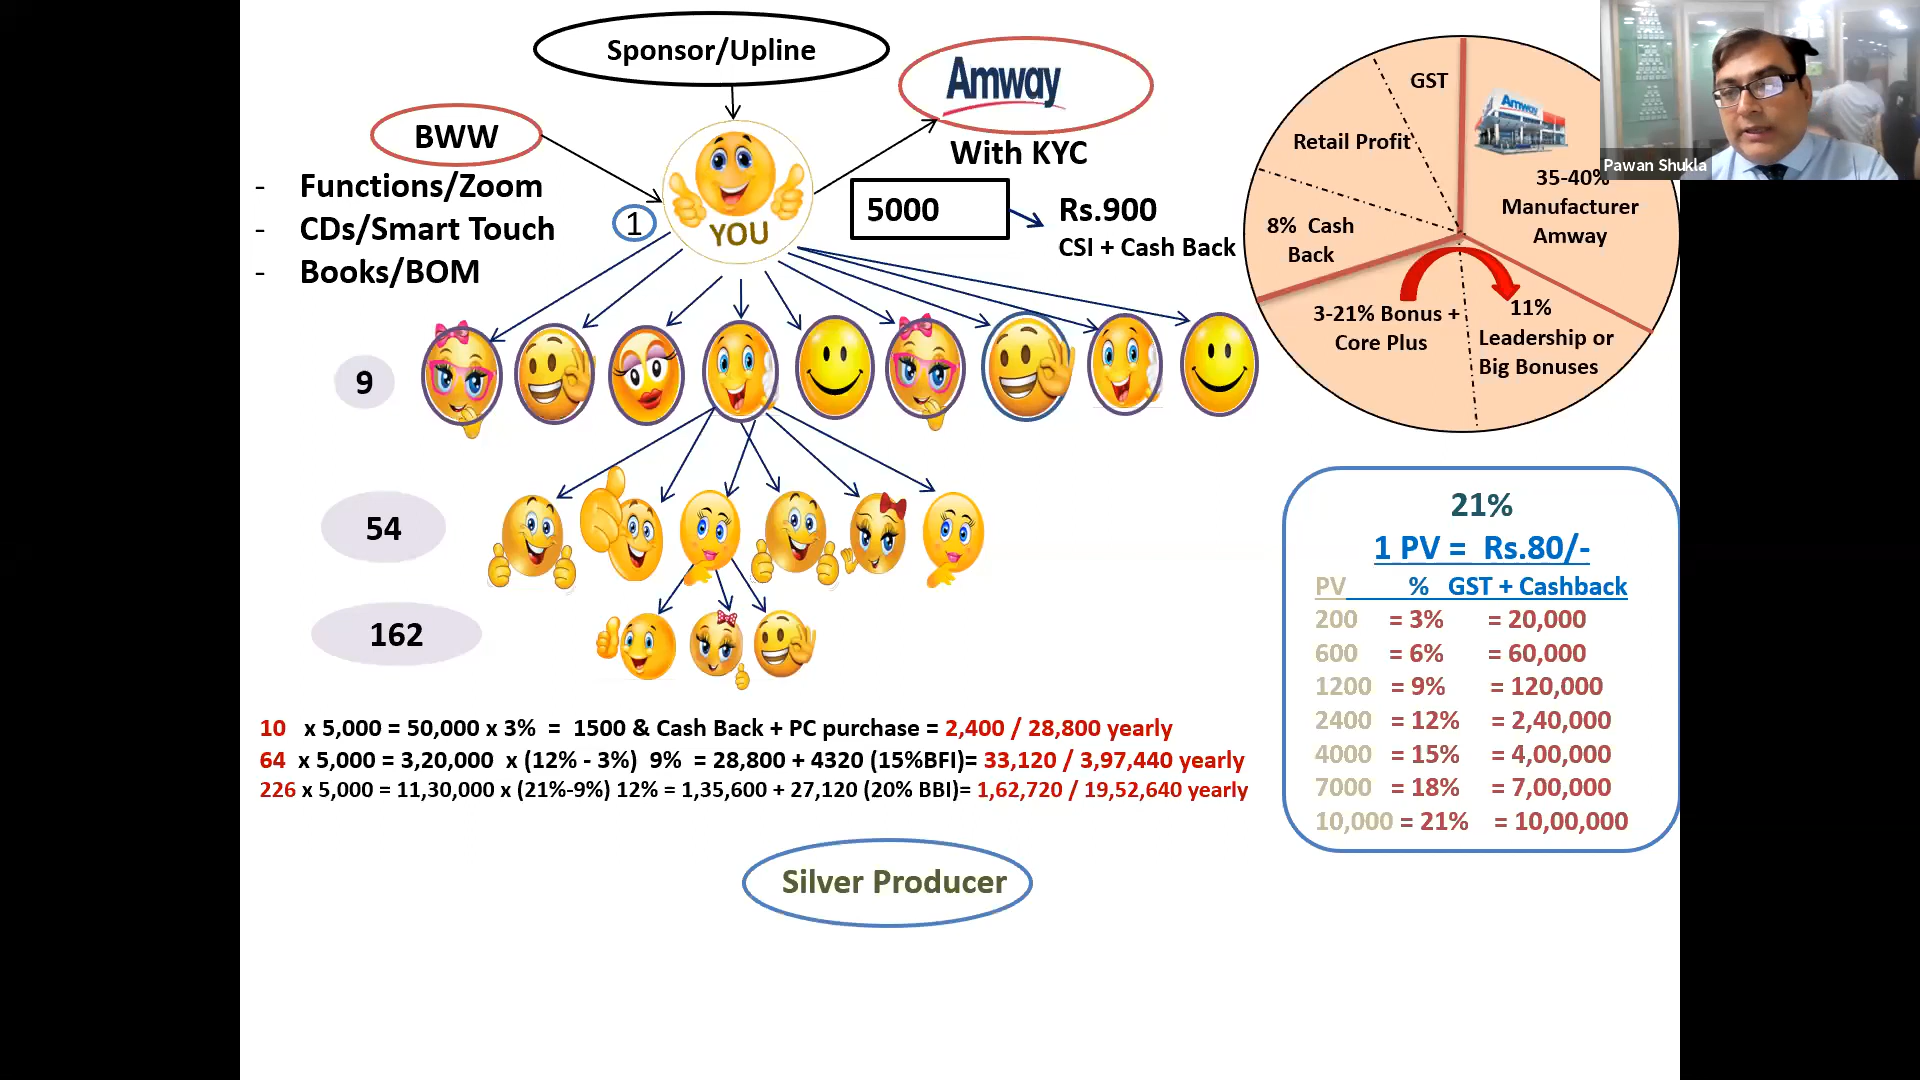 Sponsor/Upline
Amway
With KYC
BWW
- Functions/Zoom
- CDs/Smart Touch
- Books/BOM
1
YOU
5000
Rs.900
CSI + Cash Back
GST
Retail Profit
8% Cash
Back
Amway
35-40%
Manufacturer
Amway
3-21% Bonus +
Core Plus
11%
Leadership or
Big Bonuses
Pawan Shukla
9
54
162
10 x 5,000 = 50,000 x 3% = 1500 & Cash Back + PC purchase = 2,400 / 28,800 yearly
64 x 5,000 = 3,20,000 x (12% - 3%) 9% = 28,800 + 4320 (15%BFI)= 33,120 / 3,97,440 yearly
226 x 5,000 = 11,30,000 x (21%-9%) 12% = 1,35,600 + 27,120 (20% BBI)= 1,62,720 / 19,52,640 yearly
Silver Producer
21%
1 PV = Rs.80/-
PV % GST + Cashback
200 = 3% = 20,000
600 = 6% = 60,000
1200 = 9% = 120,000
2400 = 12% = 2,40,000
4000 = 15% = 4,00,000
7000 = 18% = 7,00,000
10,000 = 21% = 10,00,000